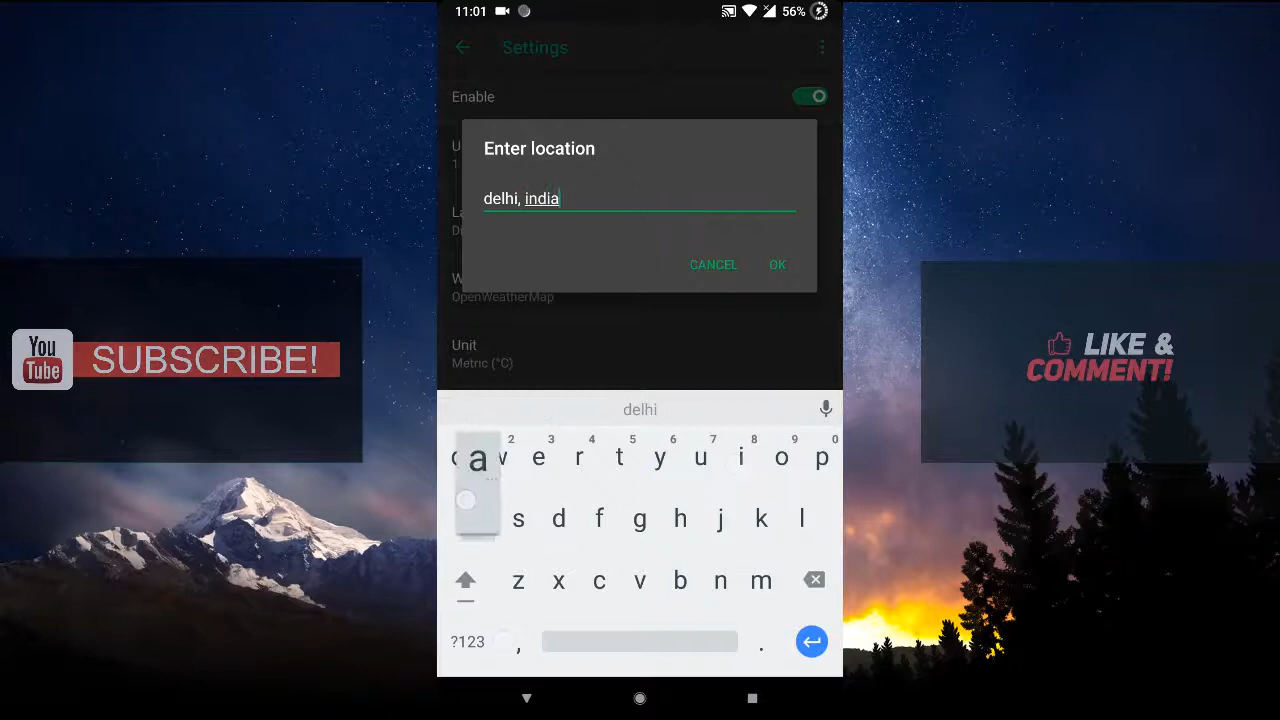 11:01 56%
Settings
Enable
Enter location
delhi, india
CANCEL OK
OpenWeatherMap
Unit
Metric (°C)
You
Tube
SUBSCRIBE!
LIKE &
COMMENT!
delhi
2 3 4 5 6 7 8 9 0
a e r t y u i o p
s d f g h j k l
z x c v b n m
?123 , .